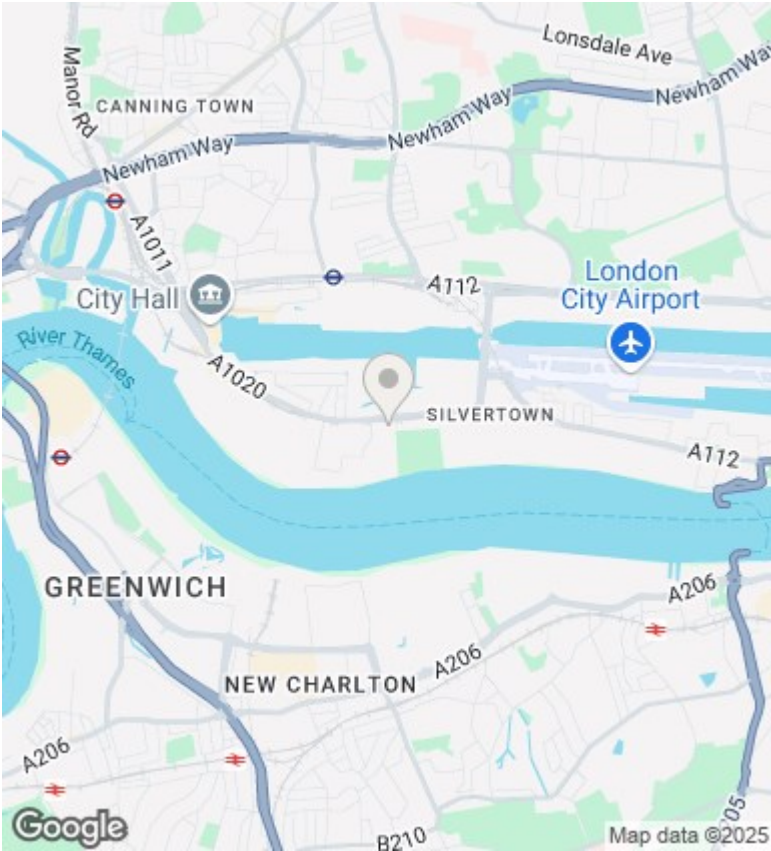 Lonsdale Ave
Manor Rd
Newham Way
CANNING TOWN
Newham Way
Newham Way
A1011
A112
London
City Airport
City Hall
River Thames
A1020
SILVERTOWN
A112
GREENWICH
A206
A206
NEW CHARLTON
A206
Google
B210
Map data ©2025